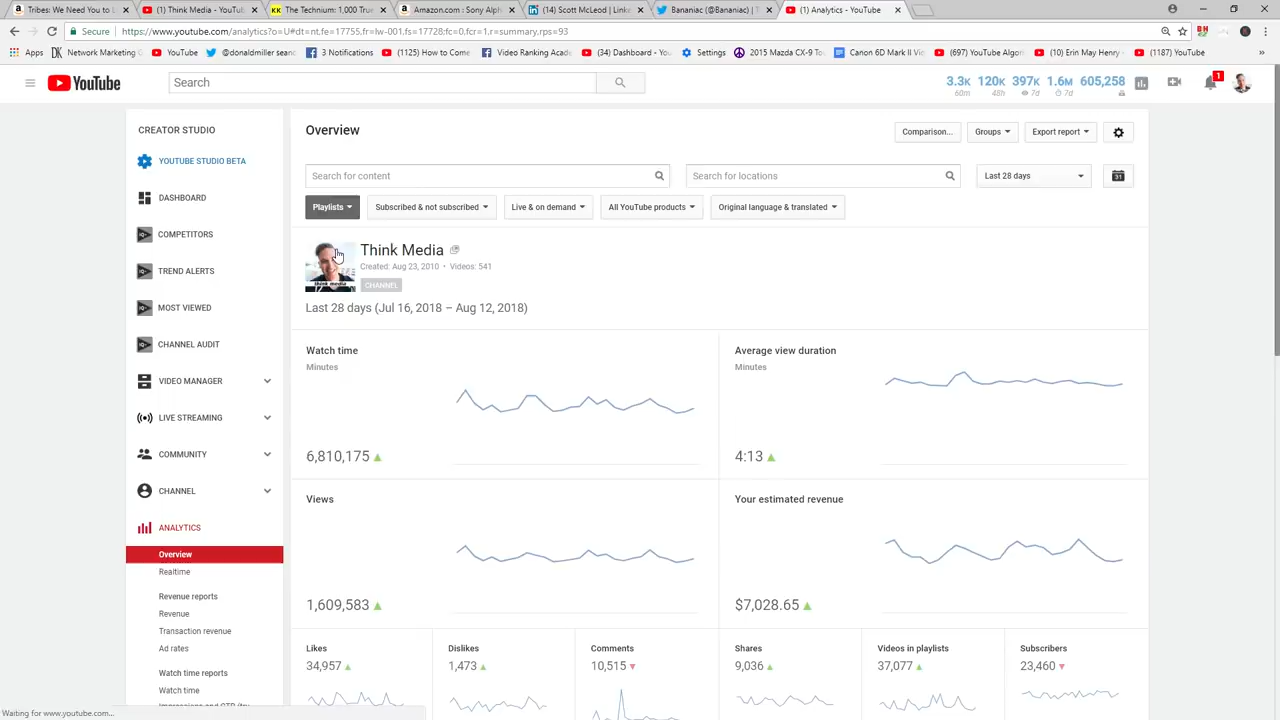 Tribes: We Need You to L
(7) Think Media - YouTub
KK The Technium: 1,000 True
Amazon.com: Sony Alph
Scott McLeod | Linked
Bananiac (@Bananiac) | T
(7) Analytics - YouTube
Secure
https://www.youtube.com/analytics?o=U#dt=nt,fe=17755,fr=lw-001,fs=17728;fc=0,fcr=1,r=summary,rps=93
Apps
Network Marketing
YouTube
@donaldmiller sean
3 Notifications
(1125) How to Come
Video Ranking Acade
(34) Dashboard - You
Settings
2015 Mazda CX-9 To
Canon 6D Mark II Vi
(697) YouTube Algor
(10) Erin May Henry
(1187) YouTube
YouTube
Search
3.3K 120K 397K 1.6M 605,258
60m 48h 7d 7d
1
CREATOR STUDIO
YOUTUBE STUDIO BETA
DASHBOARD
COMPETITORS
TREND ALERTS
MOST VIEWED
CHANNEL AUDIT
VIDEO MANAGER
LIVE STREAMING
COMMUNITY
CHANNEL
ANALYTICS
Overview
Realtime
Revenue reports
Revenue
Transaction revenue
Ad rates
Watch time reports
Watch time
Waiting for www.youtube.com...
Overview
Comparison...
Groups
Export report
Search for content
Search for locations
Last 28 days
31
Playlists
Subscribed & not subscribed
Live & on demand
All YouTube products
Original language & translated
think media
Think Media
Created: Aug 23, 2010 • Videos: 541
CHANNEL
Last 28 days (Jul 16, 2018 – Aug 12, 2018)
Watch time
Minutes
6,810,175
Average view duration
Minutes
4:13
Views
1,609,583
Your estimated revenue
$7,028.65
Likes
34,957
Dislikes
1,473
Comments
10,515
Shares
9,036
Videos in playlists
37,077
Subscribers
23,460